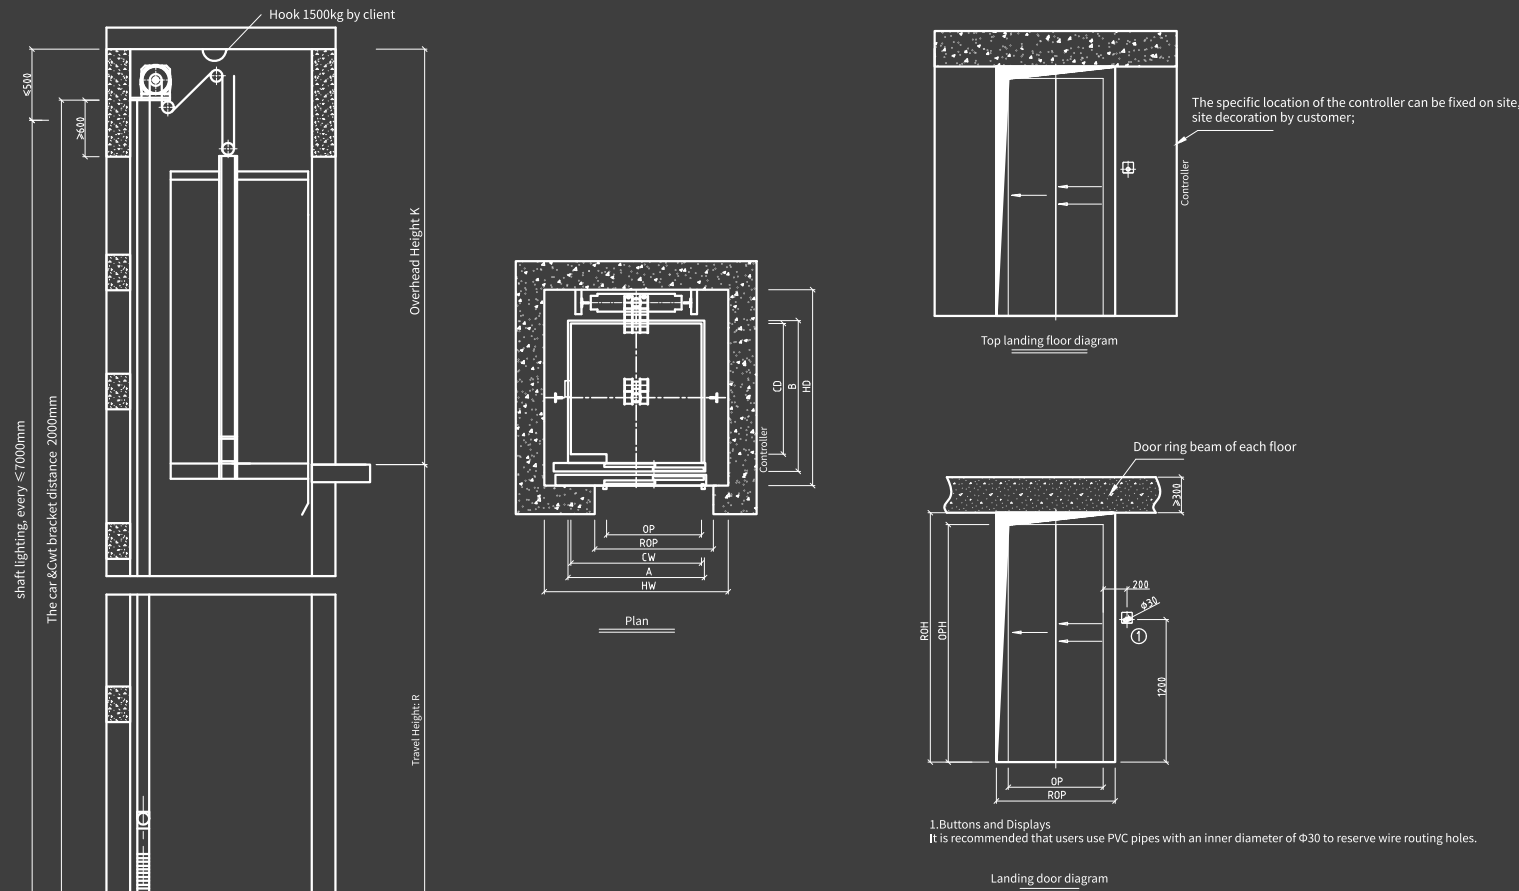 Hook 1500kg by client
≤500
≥600
Overhead Height K
shaft lighting, every ≤7000mm
The car &Cwt bracket distance 2000mm
Travel Height: R
CD
B
HD
Controller
OP
ROP
CW
A
HW
Plan
The specific location of the controller can be fixed on site,
site decoration by customer;
Controller
Top landing floor diagram
Door ring beam of each floor
≥300
200
Ø30
1
ROH
OPH
1200
OP
ROP
1.Buttons and Displays
It is recommended that users use PVC pipes with an inner diameter of Φ30 to reserve wire routing holes.
Landing door diagram